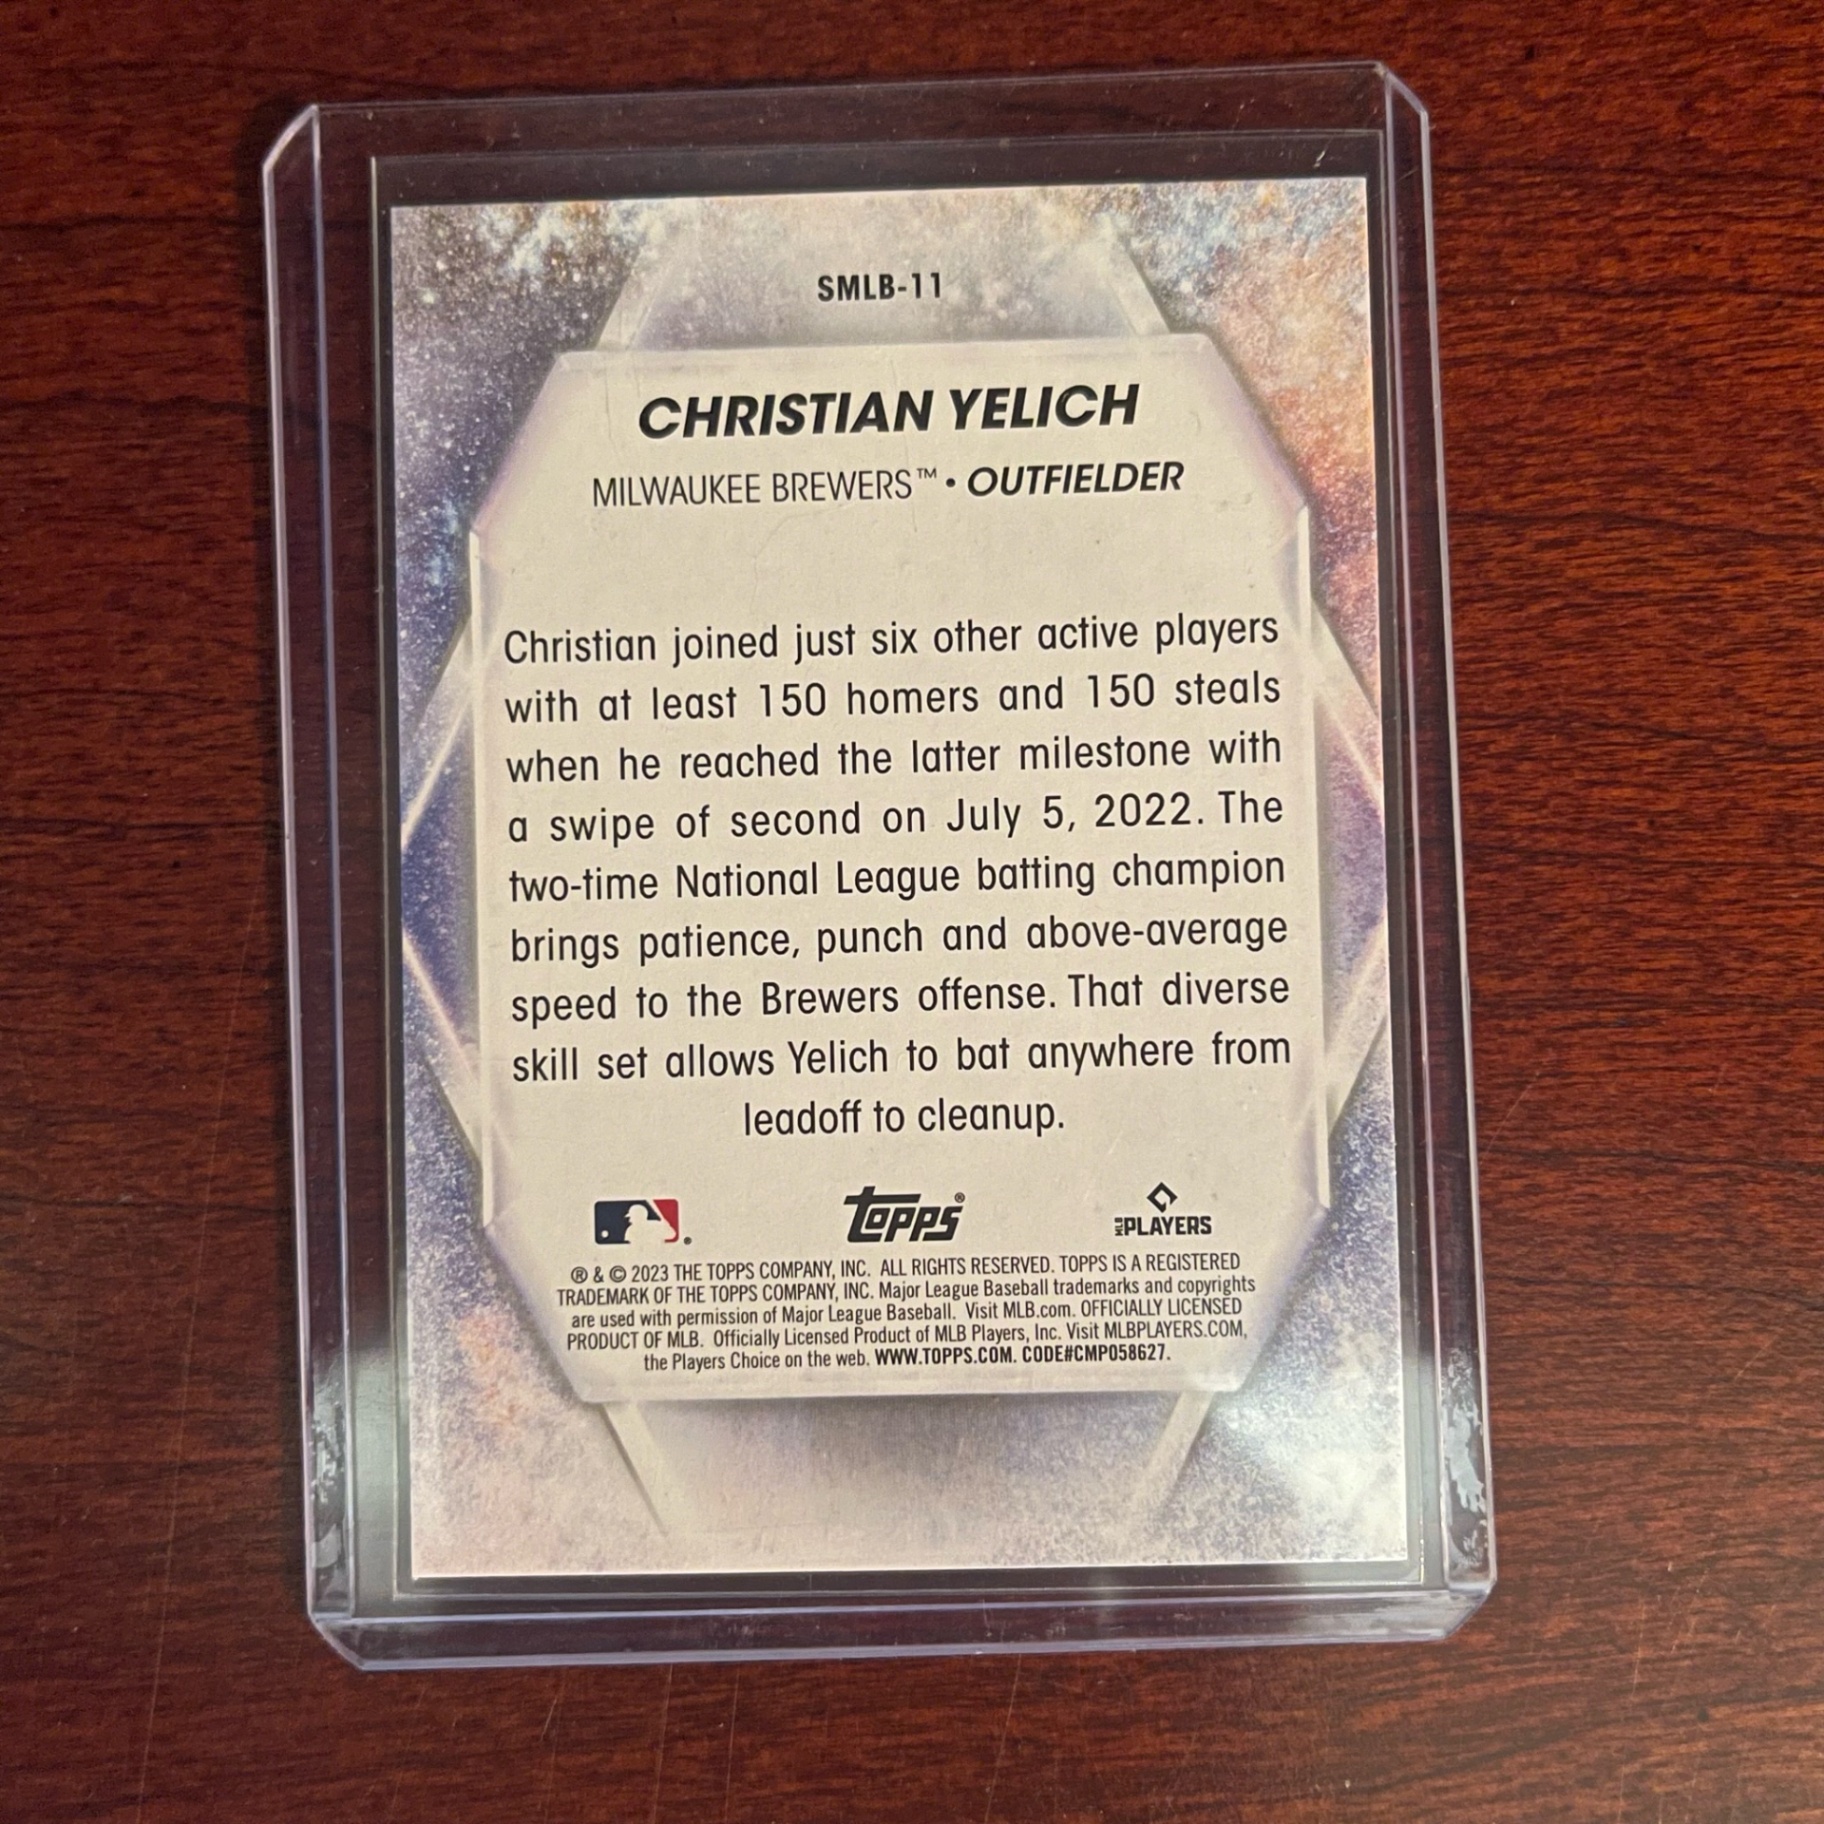 SMLB-11
CHRISTIAN YELICH
MILWAUKEE BREWERS™ • OUTFIELDER
Christian joined just six other active players
with at least 150 homers and 150 steals
when he reached the latter milestone with
a swipe of second on July 5, 2022. The
two-time National League batting champion
brings patience, punch and above-average
speed to the Brewers offense. That diverse
skill set allows Yelich to bat anywhere from
leadoff to cleanup.
® topps® MLB PLAYERS
® & © 2023 THE TOPPS COMPANY, INC. ALL RIGHTS RESERVED. TOPPS IS A REGISTERED
TRADEMARK OF THE TOPPS COMPANY, INC. Major League Baseball trademarks and copyrights
are used with permission of Major League Baseball. Visit MLB.com. OFFICIALLY LICENSED
PRODUCT OF MLB. Officially Licensed Product of MLB Players, Inc. Visit MLBPLAYERS.COM,
the Players Choice on the web. WWW.TOPPS.COM. CODE#CMP058627.